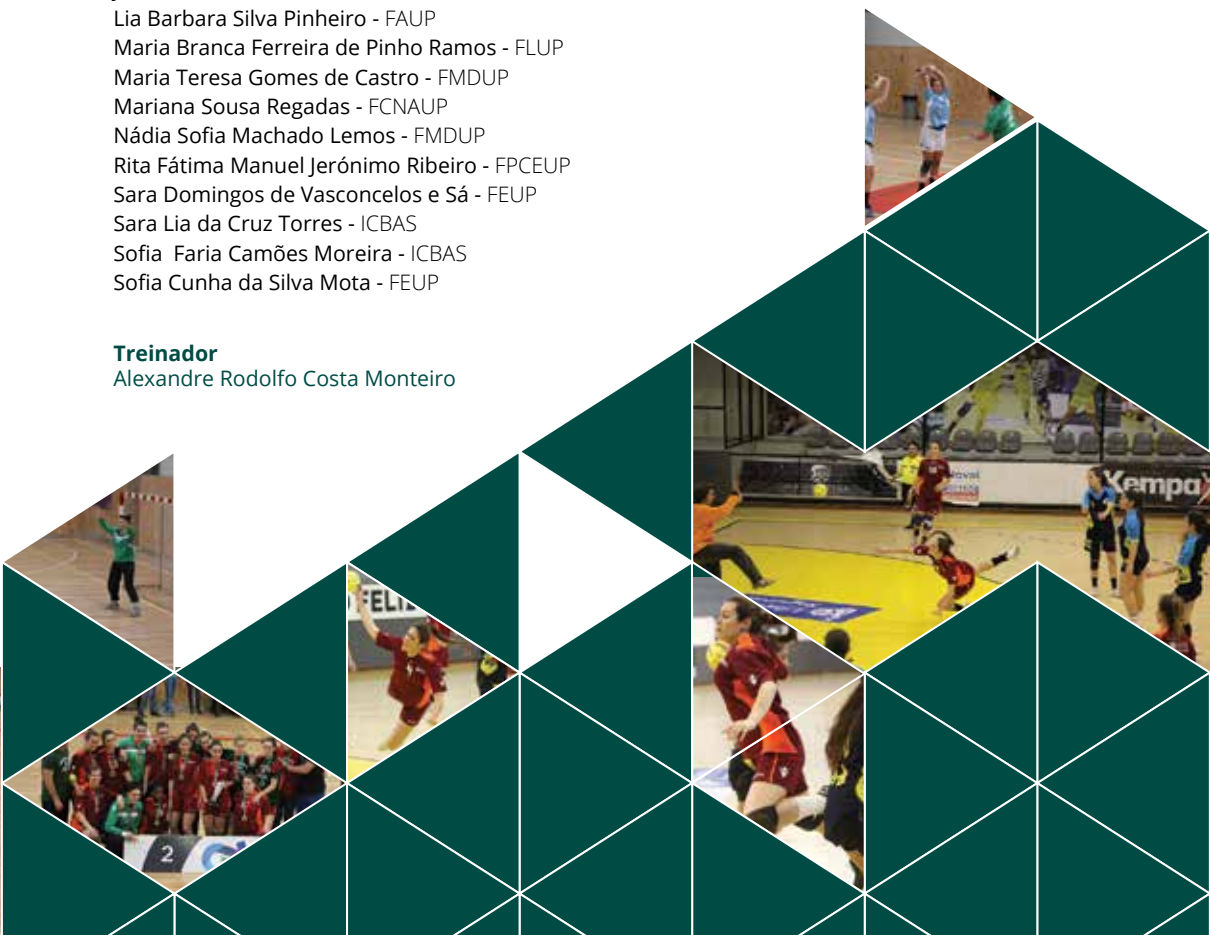 Lia Barbara Silva Pinheiro - FAUP
Maria Branca Ferreira de Pinho Ramos - FLUP
Maria Teresa Gomes de Castro - FMDUP
Mariana Sousa Regadas - FCNAUP
Nádia Sofia Machado Lemos - FMDUP
Rita Fátima Manuel Jerónimo Ribeiro - FPCEUP
Sara Domingos de Vasconcelos e Sá - FEUP
Sara Lia da Cruz Torres - ICBAS
Sofia  Faria Camões Moreira - ICBAS
Sofia Cunha da Silva Mota - FEUP
Treinador
Alexandre Rodolfo Costa Monteiro
Kempa
FELIZ
2